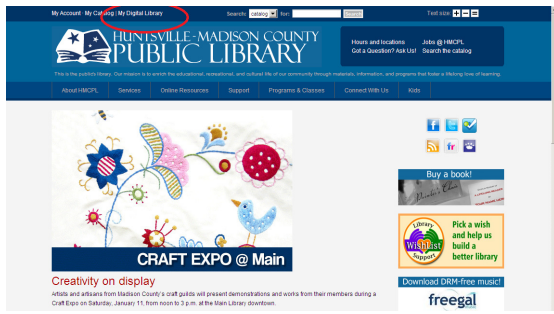 My Account · My Catalog | My Digital Library
Search: catalog for:
Text size:
HUNTSVILLE-MADISON COUNTY
PUBLIC LIBRARY
Hours and locations
Jobs @ HMCPL
Got a Question? Ask Us!
Search the catalog
This is the public's library. Our mission is to enrich the educational, recreational, and cultural life of our community through materials, information, and programs that foster a lifelong love of learning.
About HMCPL
Services
Online Resources
Support
Programs & Classes
Connect With Us
Kids
CRAFT EXPO @ Main
Buy a book!
Library
WishList
Support
Pick a wish
and help us
build a
better library
Download DRM-free music!
freegal
Creativity on display
Artists and artisans from Madison County's craft guilds will present demonstrations and works from their members during a
Craft Expo on Saturday, January 11, from noon to 3 p.m. at the Main Library downtown.